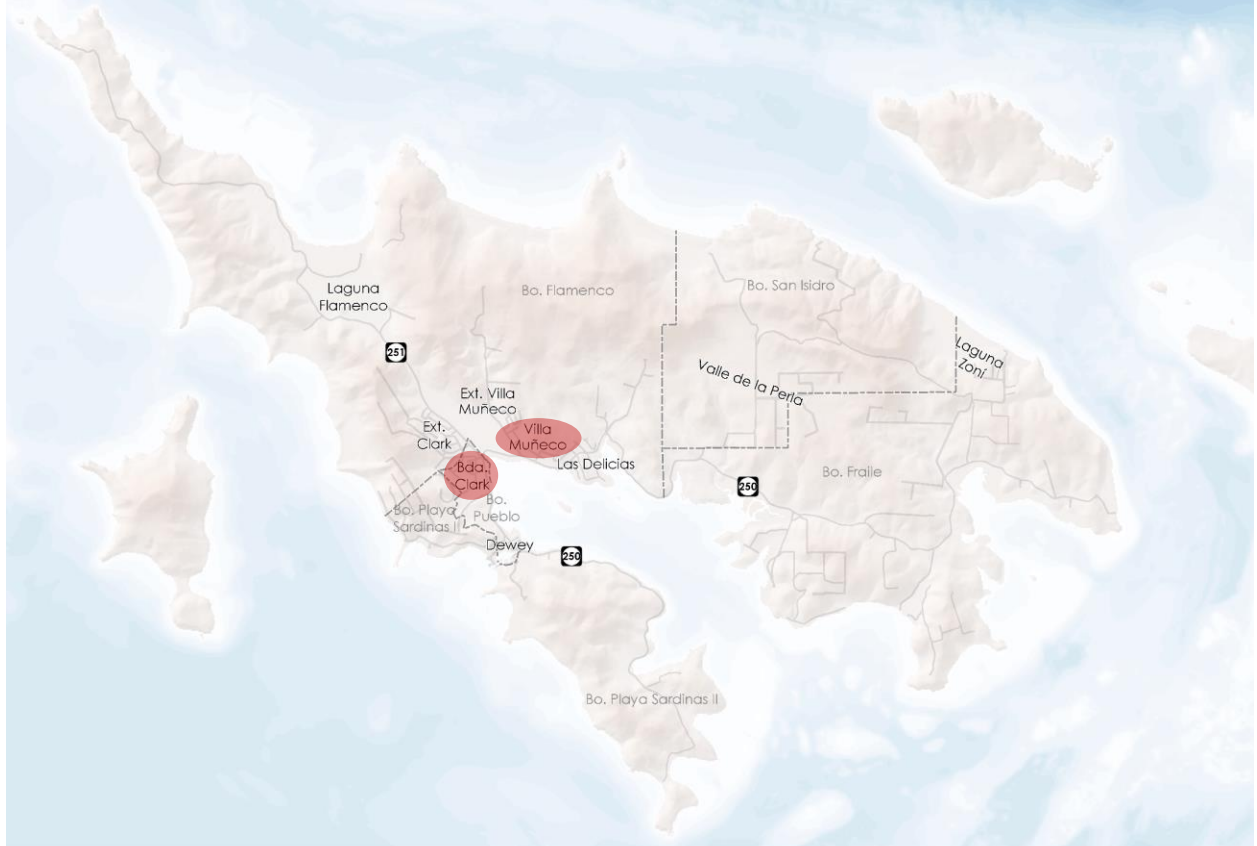 Laguna
Flamenco
Bo. Flamenco
Bo. San Isidro
251
Laguna
Zoní
Valle de la Perla
Ext. Villa
Muñeco
Ext.
Clark
Villa
Muñeco
Las Delicias
Bda.
Clark
Bo. Fraile
250
Bo. Playa
Sardinas II
Bo.
Pueblo
Dewey
250
Bo. Playa Sardinas II